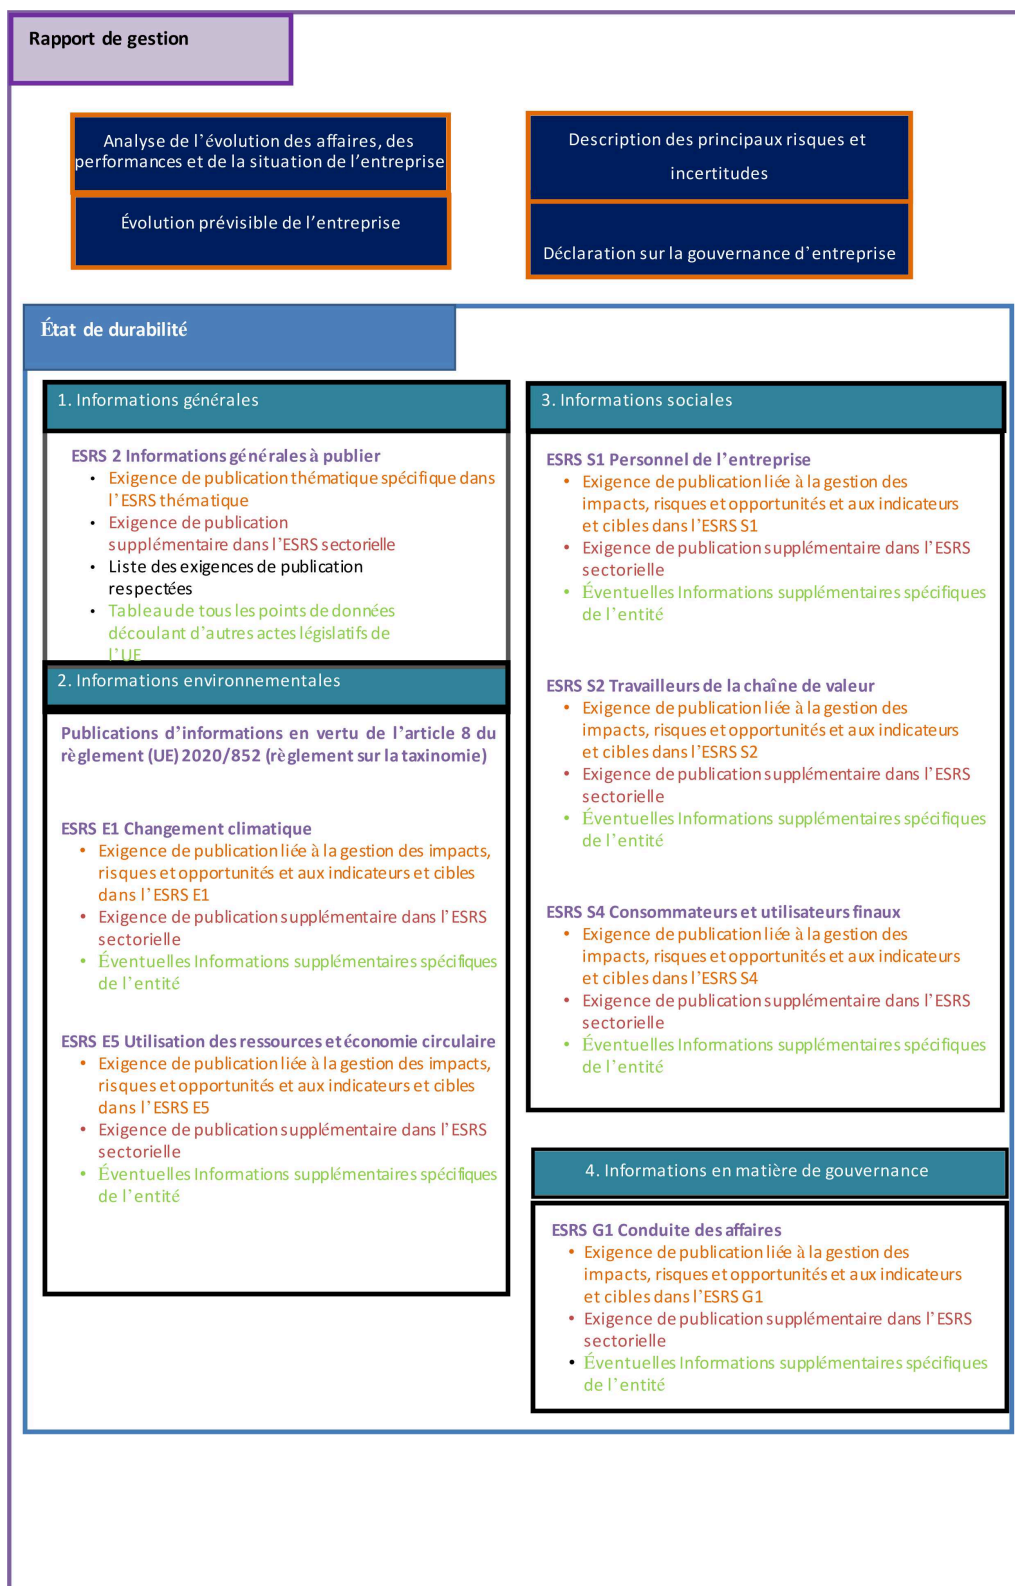 Rapport de gestion
Analyse de l’évolution des affaires, des
performances et de la situation de l’entreprise
Évolution prévisible de l’entreprise
Description des principaux risques et
incertitudes
Déclaration sur la gouvernance d’entreprise
État de durabilité
1. Informations générales
ESRS 2 Informations générales à publier
• Exigence de publication thématique spécifique dans
l’ESRS thématique
• Exigence de publication
supplémentaire dans l’ESRS sectorielle
• Liste des exigences de publication
respectées
• Tableau de tous les points de données
découlant d’autres actes législatifs de
l’UE
2. Informations environnementales
Publications d’informations en vertu de l’article 8 du
règlement (UE) 2020/852 (règlement sur la taxinomie)
ESRS E1 Changement climatique
• Exigence de publication liée à la gestion des impacts,
risques et opportunités et aux indicateurs et cibles
dans l’ESRS E1
• Exigence de publication supplémentaire dans l’ESRS
sectorielle
• Éventuelles Informations supplémentaires spécifiques
de l’entité
ESRS E5 Utilisation des ressources et économie circulaire
• Exigence de publication liée à la gestion des impacts,
risques et opportunités et aux indicateurs et cibles
dans l’ESRS E5
• Exigence de publication supplémentaire dans l’ESRS
sectorielle
• Éventuelles Informations supplémentaires spécifiques
de l’entité
3. Informations sociales
ESRS S1 Personnel de l’entreprise
• Exigence de publication liée à la gestion des
impacts, risques et opportunités et aux indicateurs
et cibles dans l’ESRS S1
• Exigence de publication supplémentaire dans l’ESRS
sectorielle
• Éventuelles Informations supplémentaires spécifiques
de l’entité
ESRS S2 Travailleurs de la chaîne de valeur
• Exigence de publication liée à la gestion des
impacts, risques et opportunités et aux indicateurs
et cibles dans l’ESRS S2
• Exigence de publication supplémentaire dans l’ESRS
sectorielle
• Éventuelles Informations supplémentaires spécifiques
de l’entité
ESRS S4 Consommateurs et utilisateurs finaux
• Exigence de publication liée à la gestion des
impacts, risques et opportunités et aux indicateurs
et cibles dans l’ESRS S4
• Exigence de publication supplémentaire dans l’ESRS
sectorielle
• Éventuelles Informations supplémentaires spécifiques
de l’entité
4. Informations en matière de gouvernance
ESRS G1 Conduite des affaires
• Exigence de publication liée à la gestion des
impacts, risques et opportunités et aux indicateurs
et cibles dans l’ESRS G1
• Exigence de publication supplémentaire dans l’ESRS
sectorielle
• Éventuelles Informations supplémentaires spécifiques
de l’entité